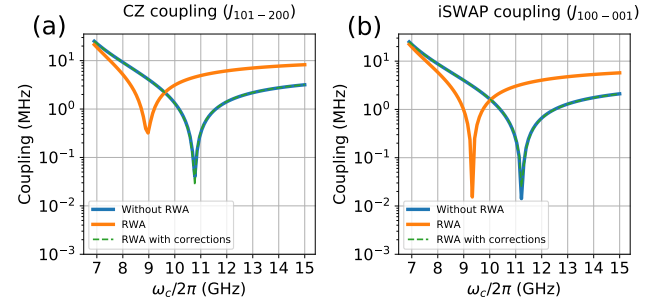 (a)
CZ coupling (J101−200)
Coupling (MHz)
10¹
10⁰
10⁻¹
10⁻²
10⁻³
Without RWA
RWA
RWA with corrections
7 8 9 10 11 12 13 14 15
ωc/2π (GHz)
(b)
iSWAP coupling (J100−001)
Coupling (MHz)
10¹
10⁰
10⁻¹
10⁻²
10⁻³
Without RWA
RWA
RWA with corrections
7 8 9 10 11 12 13 14 15
ωc/2π (GHz)